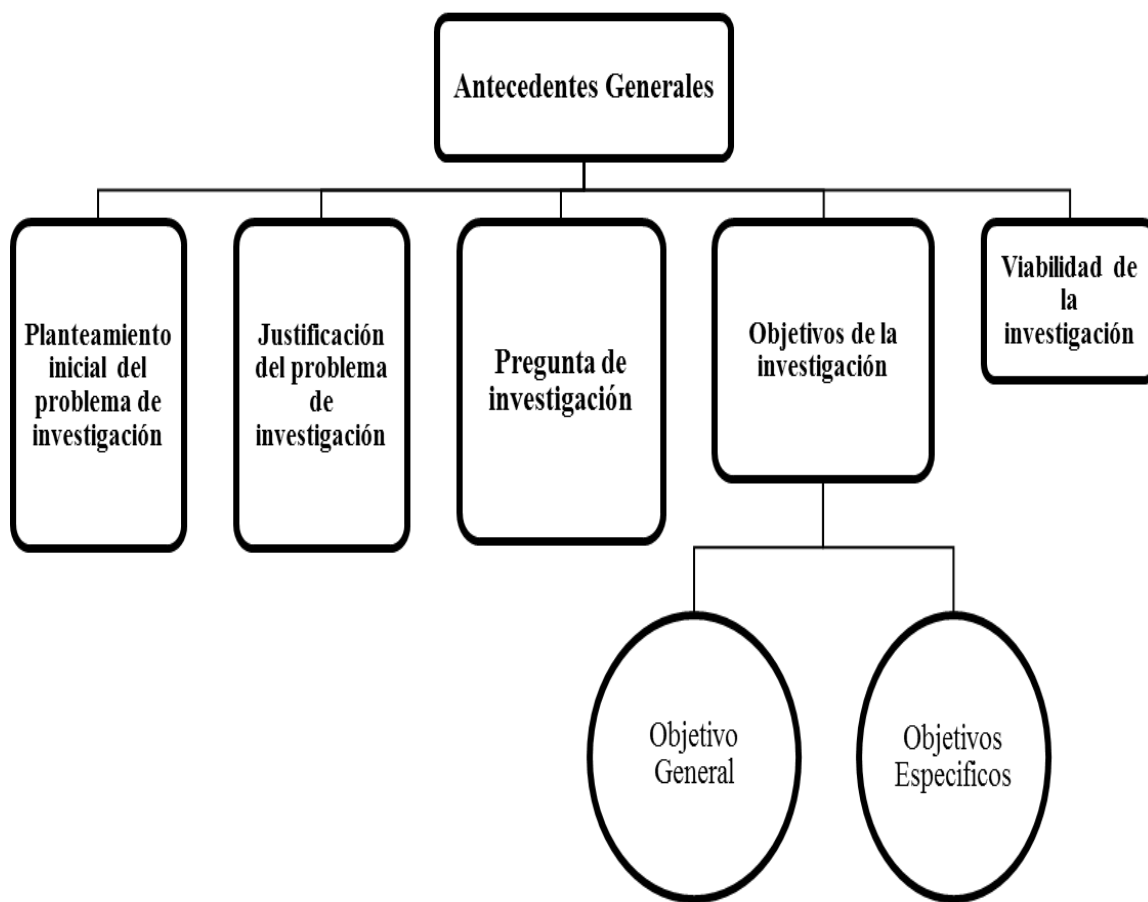 Antecedentes Generales
Planteamiento
inicial del
problema de
investigación
Justificación
del problema
de
investigación
Pregunta de
investigación
Objetivos de la
investigación
Viabilidad de
la
investigación
Objetivo
General
Objetivos
Especificos